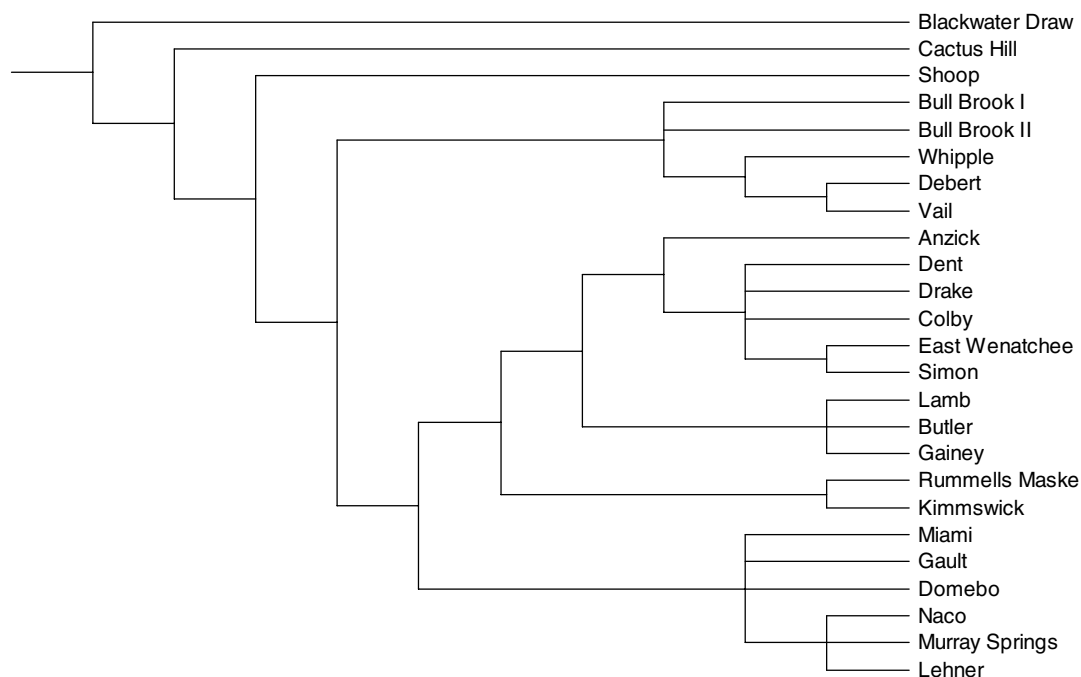 Blackwater Draw
Cactus Hill
Shoop
Bull Brook I
Bull Brook II
Whipple
Debert
Vail
Anzick
Dent
Drake
Colby
East Wenatchee
Simon
Lamb
Butler
Gainey
Rummells Maske
Kimmswick
Miami
Gault
Domebo
Naco
Murray Springs
Lehner